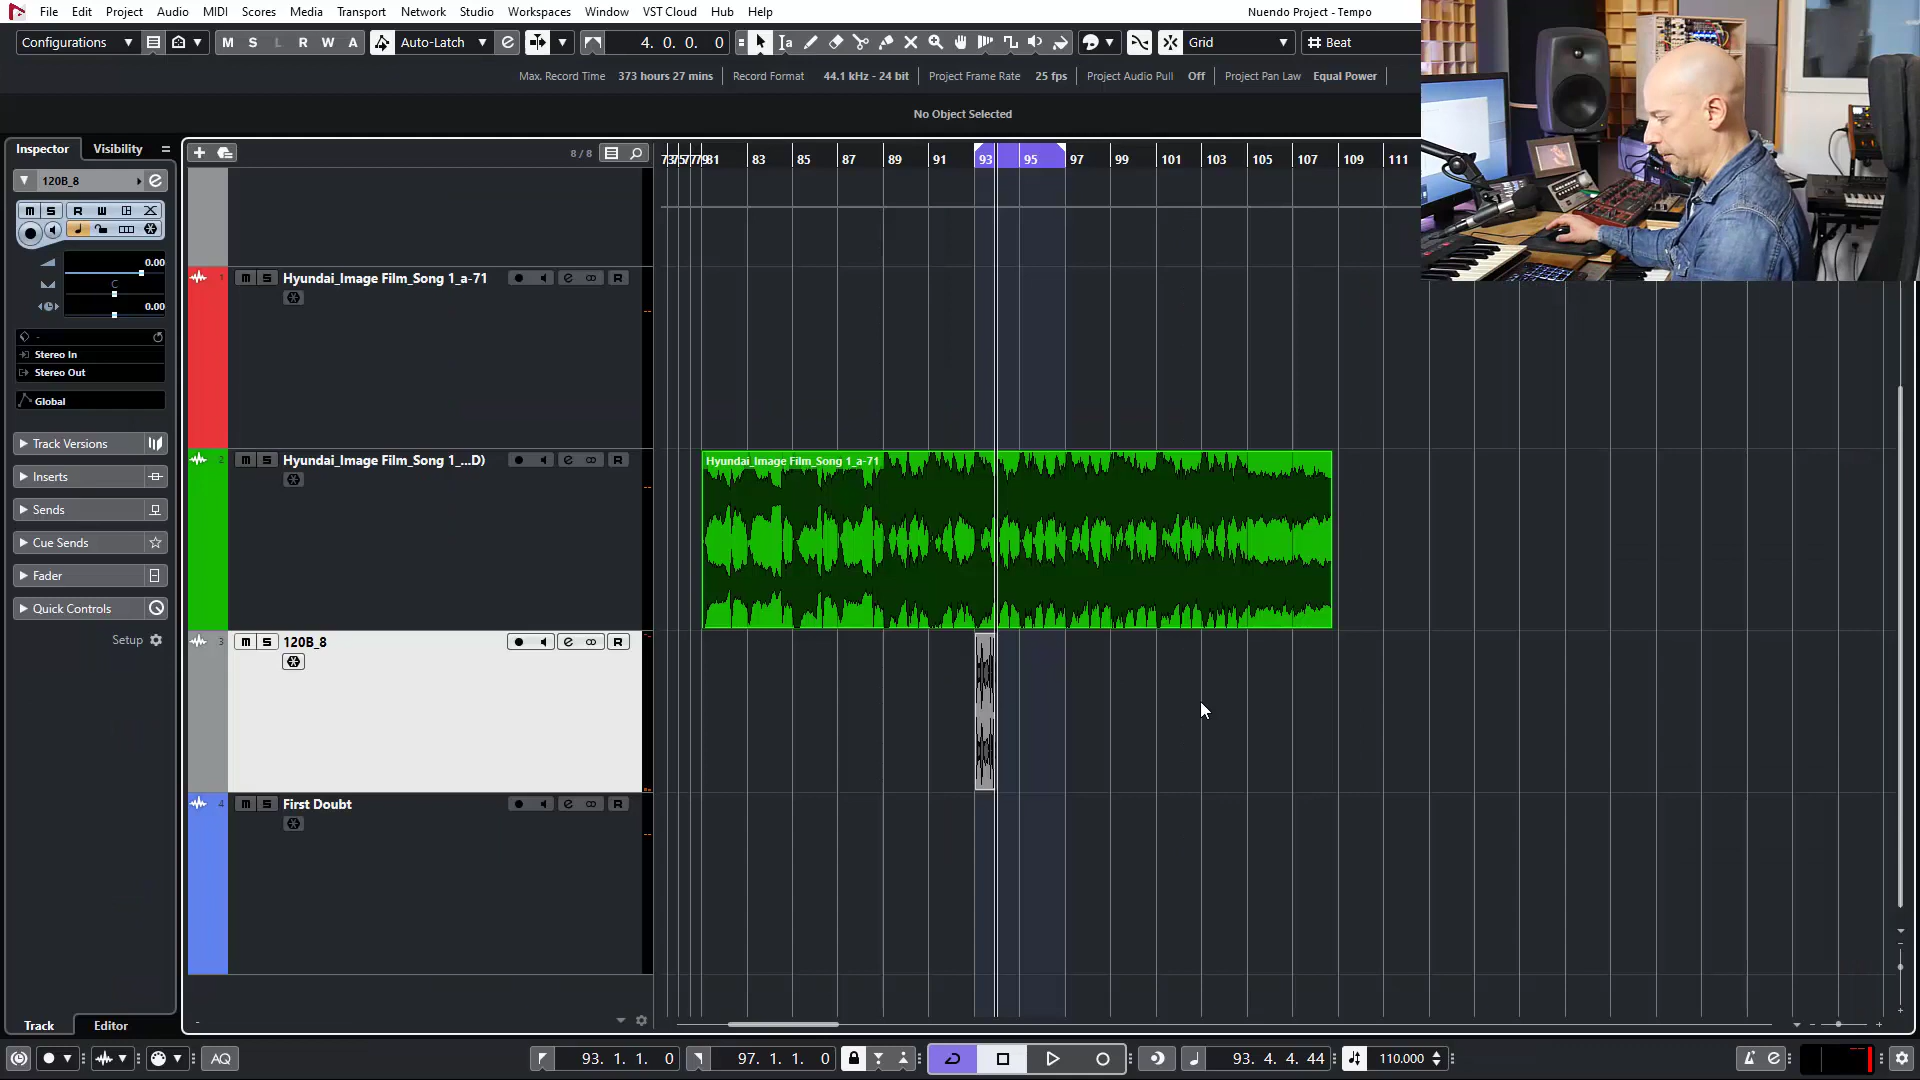 File Edit Project Audio MIDI Scores Media Transport Network Studio Workspaces Window VST Cloud Hub Help Nuendo Project - Tempo
Configurations M S L R W A Auto-Latch e 4. 0. 0. 0 Grid Beat
Max. Record Time 373 hours 27 mins Record Format 44.1 kHz - 24 bit Project Frame Rate 25 fps Project Audio Pull Off Project Pan Law Equal Power
No Object Selected
Inspector Visibility 8 / 8 81 83 85 87 89 91 93 95 97 99 101 103 105 107 109 111
120B_8 e
M S R W
0.00
C
0.00
Hyundai_Image Film_Song 1_a-71
1 M S e R
-
Stereo In
Stereo Out
Global
Track Versions
2 M S Hyundai_Image Film_Song 1_...D) e R
Hyundai_Image Film_Song 1_a-71
Inserts
Sends
Cue Sends
Fader
Quick Controls
Setup
3 M S 120B_8 e R
4 M S First Doubt e R
-
Track Editor
AQ 93. 1. 1. 0 97. 1. 1. 0 93. 4. 4. 44 110.000 e